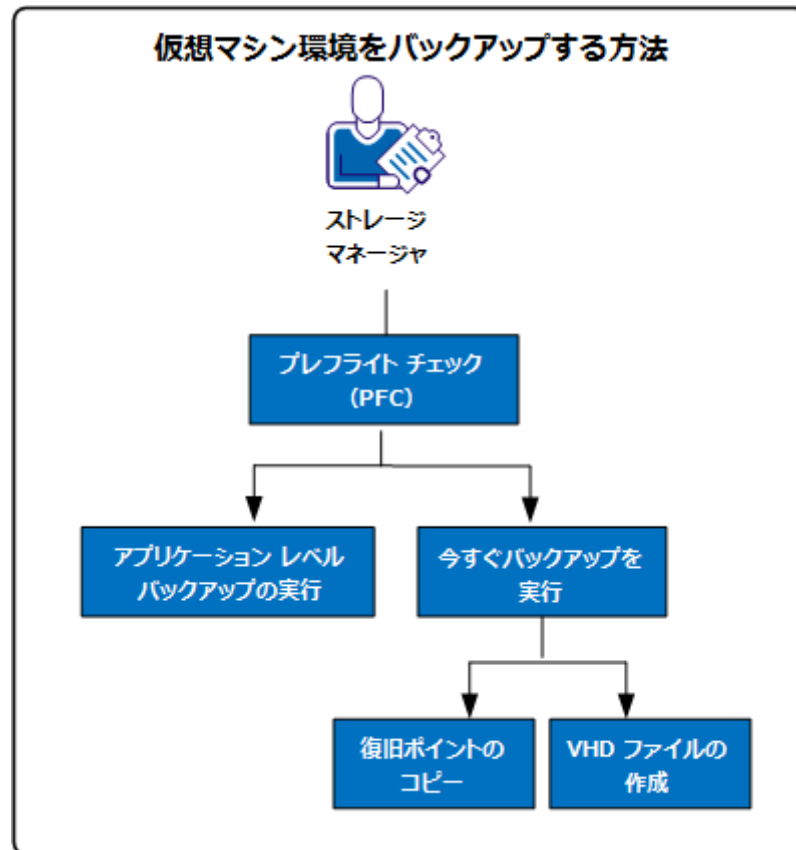 仮想マシン環境をバックアップする方法
ストレージ
マネージャ
プレフライト チェック
(PFC)
アプリケーション レベル
バックアップの実行
今すぐバックアップを
実行
復旧ポイントの
コピー
VHD ファイルの
作成